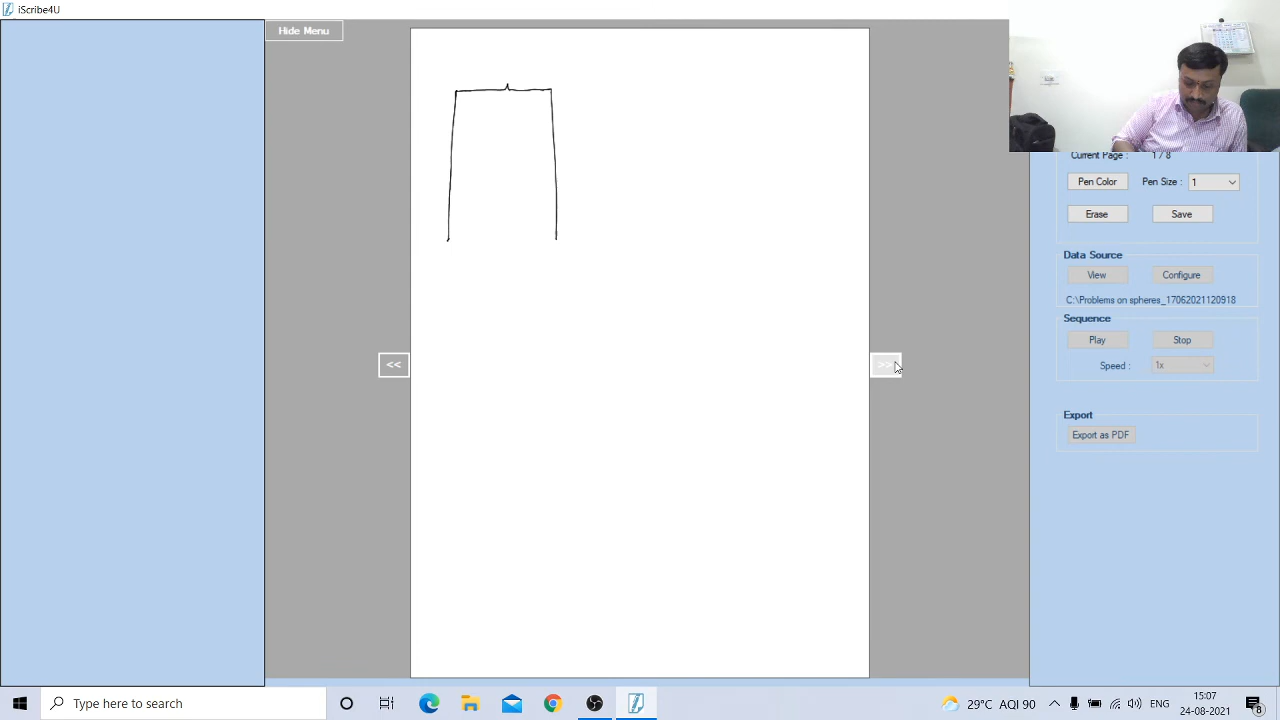 iScribe4U
Hide Menu
Current Page : 1 / 8
Pen Color Pen Size : 1
Erase Save
Data Source
View Configure
C:\Problems on spheres_17062021120918
Sequence
Play Stop
Speed : 1x
<< >>
Export
Export as PDF
Type here to search
29°C AQI 90
ENG
15:07
24-08-2021
8